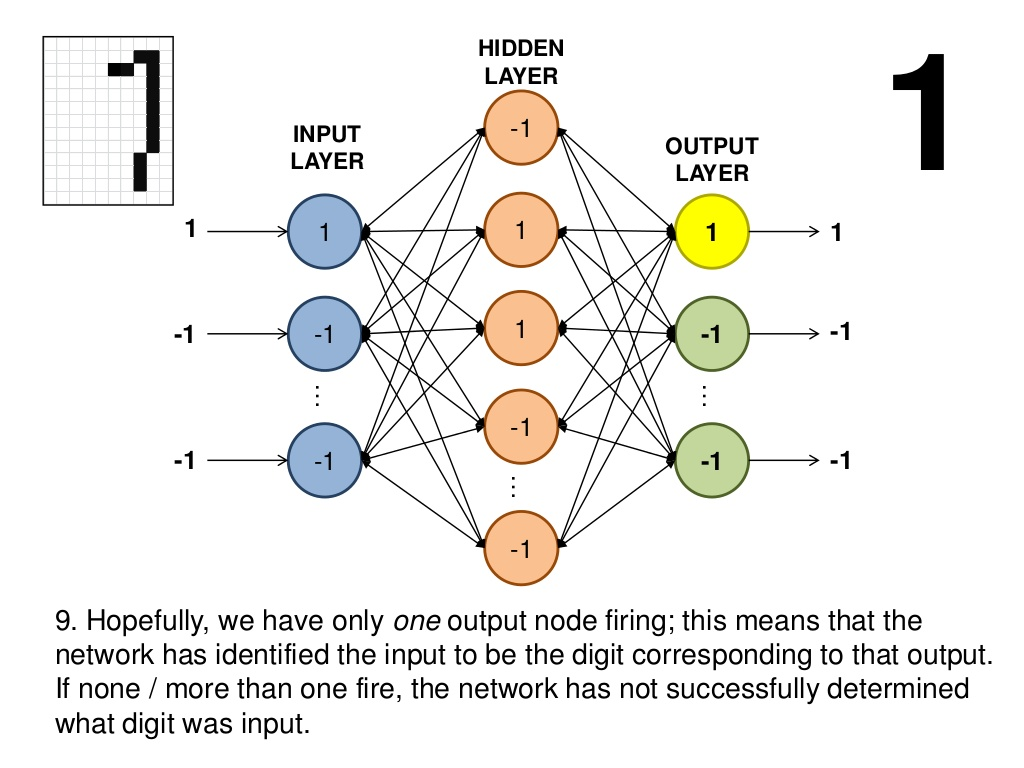 HIDDEN
LAYER
INPUT
LAYER
OUTPUT
LAYER
1
-1
1
1
-1
-1
-1
1
1
-1
-1
1
-1
-1
-1
-1
-1
1
-1
-1
⋮
⋮
⋮
9. Hopefully, we have only one output node firing; this means that the
network has identified the input to be the digit corresponding to that output.
If none / more than one fire, the network has not successfully determined
what digit was input.